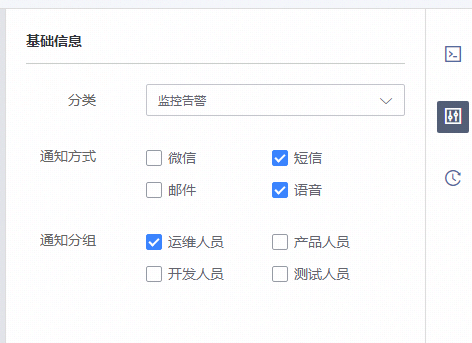 基础信息
分类 监控告警
通知方式 微信 短信
邮件 语音
通知分组 运维人员 产品人员
开发人员 测试人员